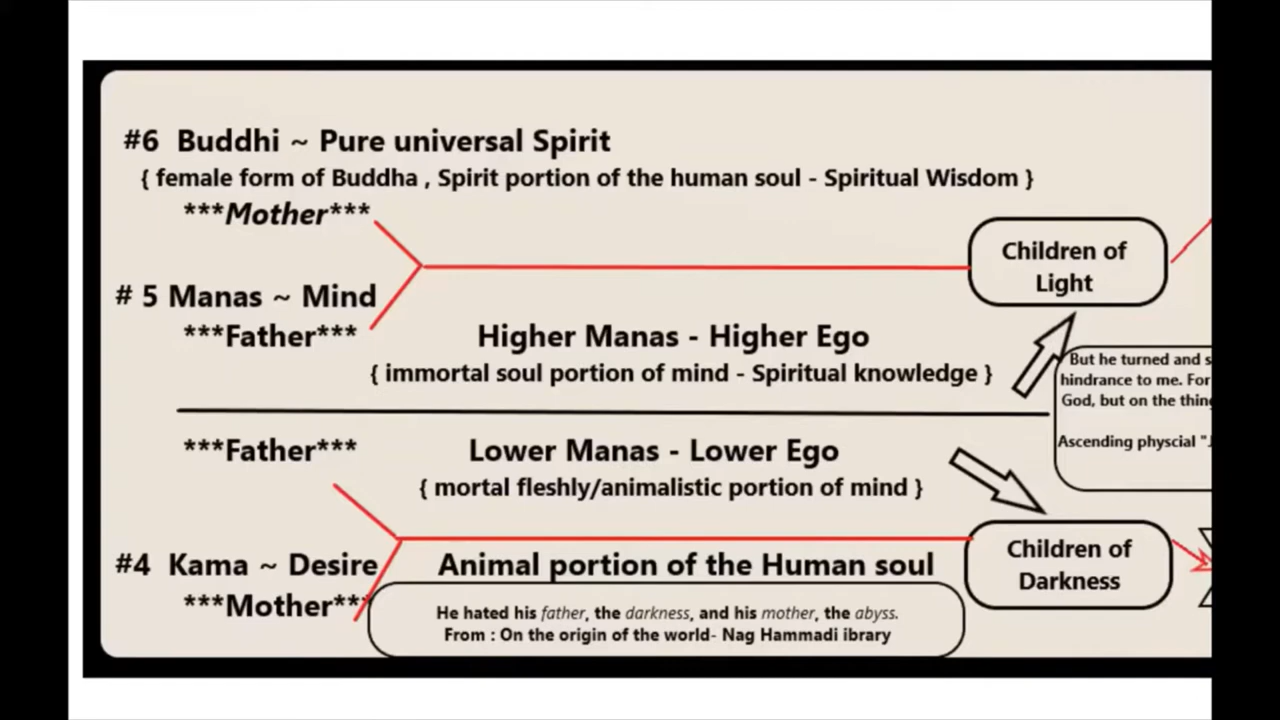 #6 Buddhi ~ Pure universal Spirit
{ female form of Buddha , Spirit portion of the human soul - Spiritual Wisdom }
***Mother***
Children of
Light
# 5 Manas ~ Mind
***Father***
Higher Manas - Higher Ego
{ immortal soul portion of mind - Spiritual knowledge }
But he turned and s
hindrance to me. For
God, but on the thing
Ascending physcial "J
***Father***
Lower Manas - Lower Ego
{ mortal fleshly/animalistic portion of mind }
#4 Kama ~ Desire
***Mother***
Animal portion of the Human soul
Children of
Darkness
He hated his father, the darkness, and his mother, the abyss.
From : On the origin of the world- Nag Hammadi ibrary